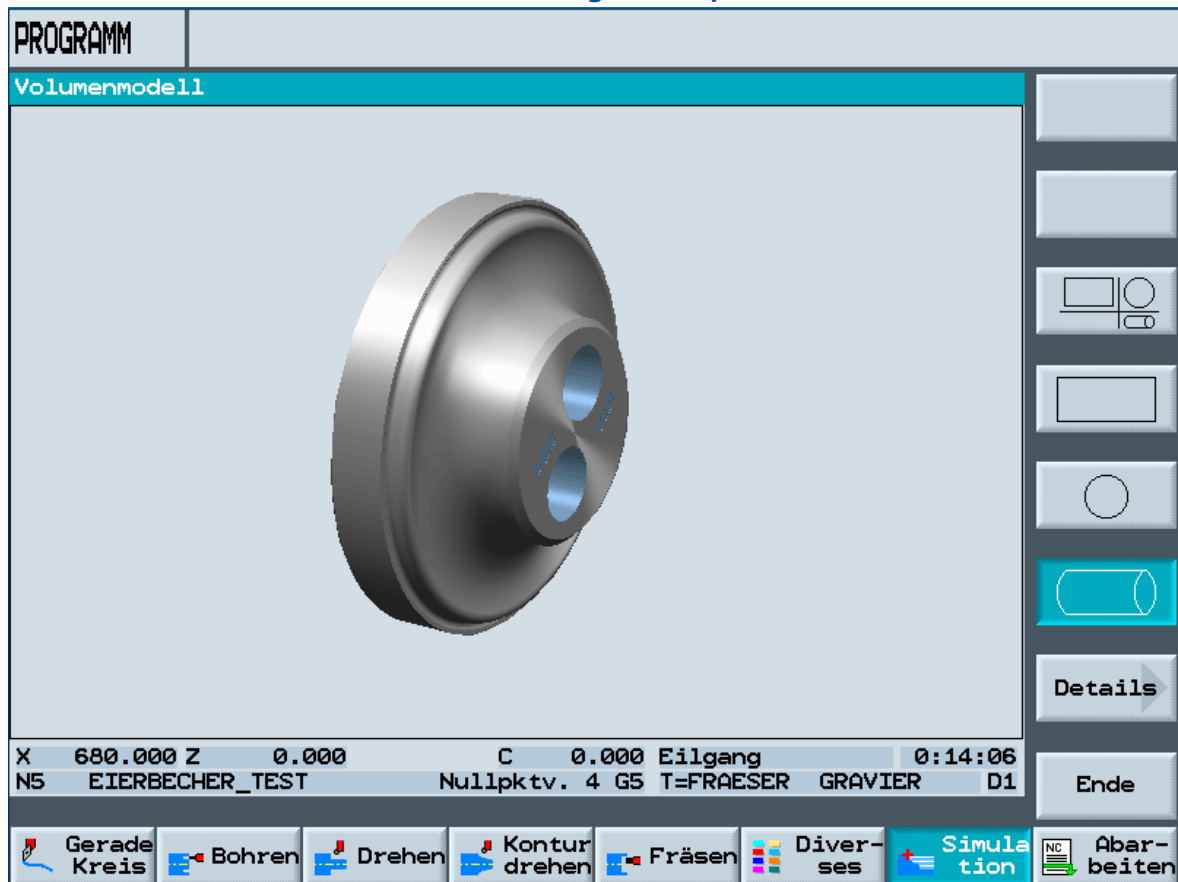 PROGRAMM
Volumenmodell
Details
X 680.000 Z 0.000 C 0.000 Eilgang 0:14:06
N5 EIERBECHER_TEST Nullpktv. 4 G5 T=FRAESER GRAVIER D1
Ende
Gerade
Kreis
Bohren
Drehen
Kontur
drehen
Fräsen
Diver-
ses
Simula
tion
NC
Abar-
beiten